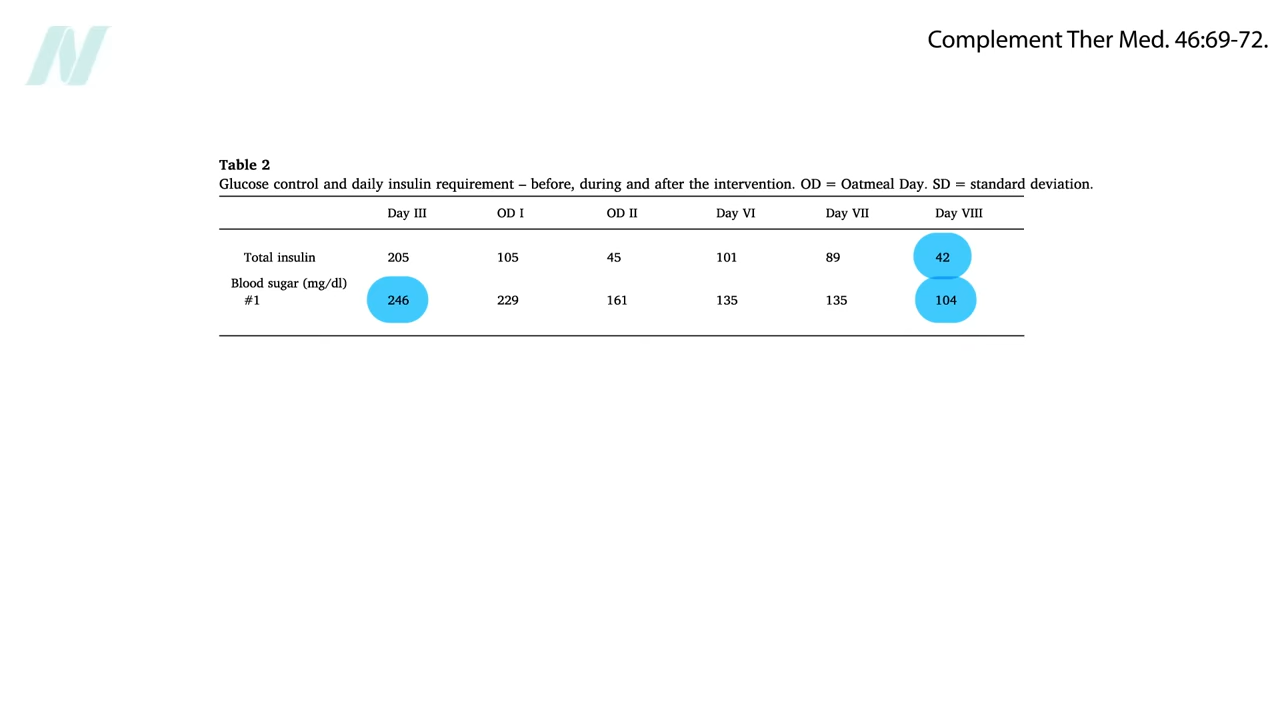 Complement Ther Med. 46:69-72.
Table 2
Glucose control and daily insulin requirement – before, during and after the intervention. OD = Oatmeal Day. SD = standard deviation.
Day III OD I OD II Day VI Day VII Day VIII
Total insulin 205 105 45 101 89 42
Blood sugar (mg/dl)
#1 246 229 161 135 135 104